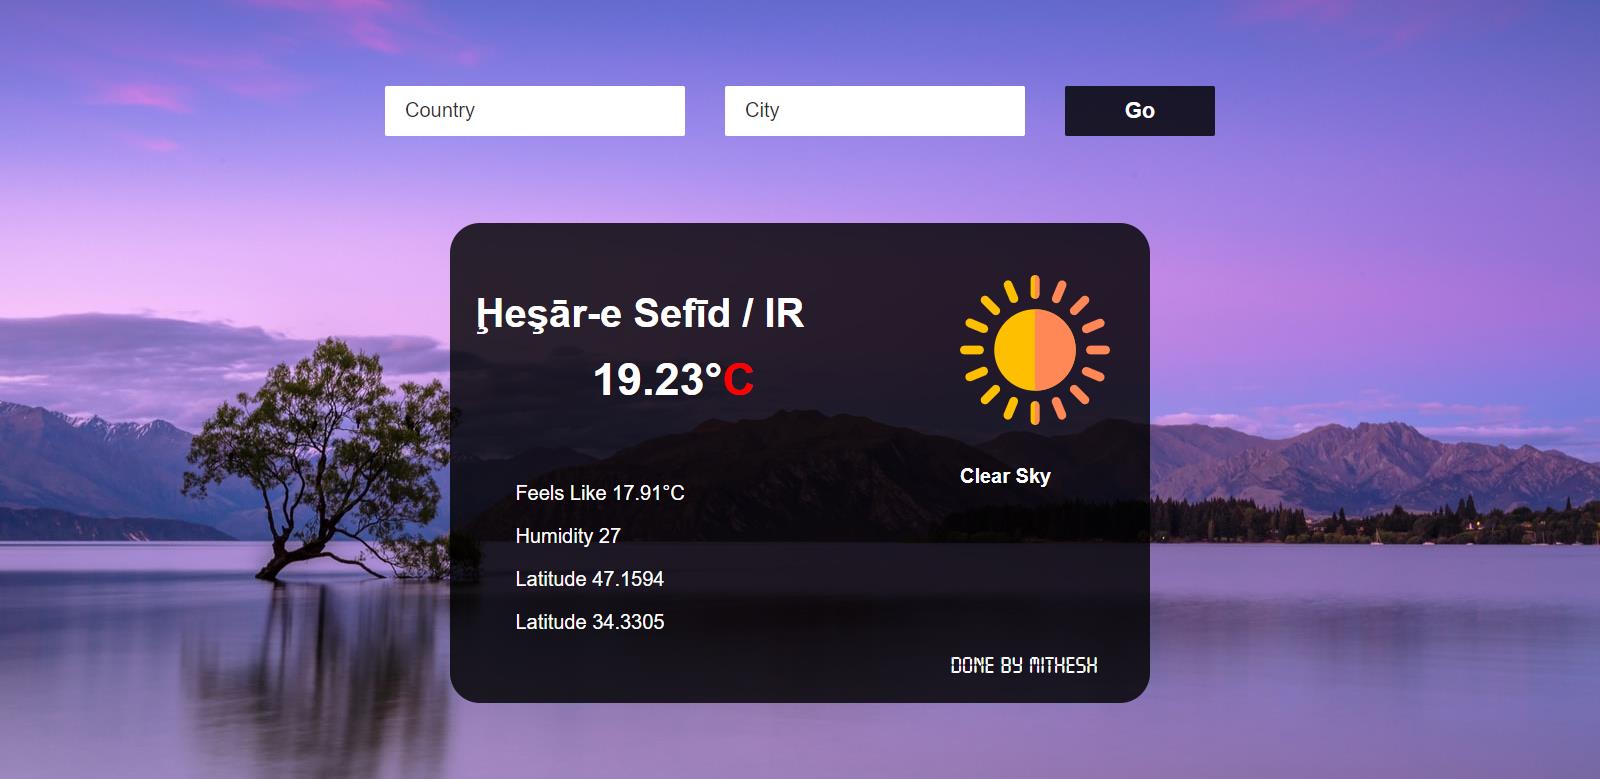 Country
City
Go
Ḩeşār-e Sefīd / IR
19.23°C
Clear Sky
Feels Like 17.91°C
Humidity 27
Latitude 47.1594
Latitude 34.3305
DONE BY MITHESH